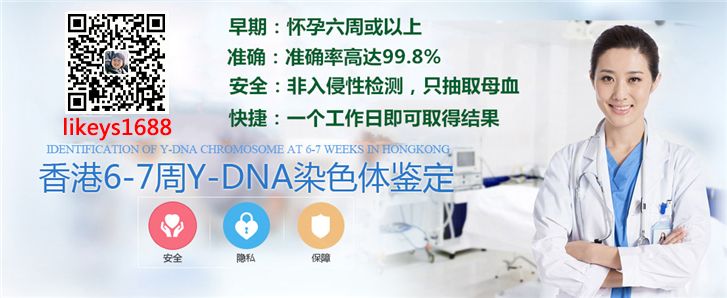 早期：怀孕六周或以上
准确：准确率高达99.8%
安全：非入侵性检测，只抽取母血
快捷：一个工作日即可取得结果
likeys1688
IDENTIFICATION OF Y-DNA CHROMOSOME AT 6-7 WEEKS IN HONGKONG
香港6-7周Y-DNA染色体鉴定
安全
隐私
保障